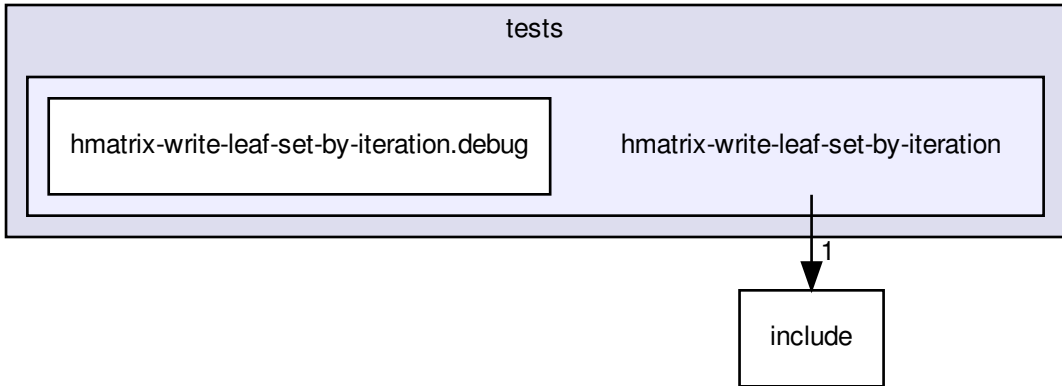 tests
hmatrix-write-leaf-set-by-iteration.debug
hmatrix-write-leaf-set-by-iteration
1
include